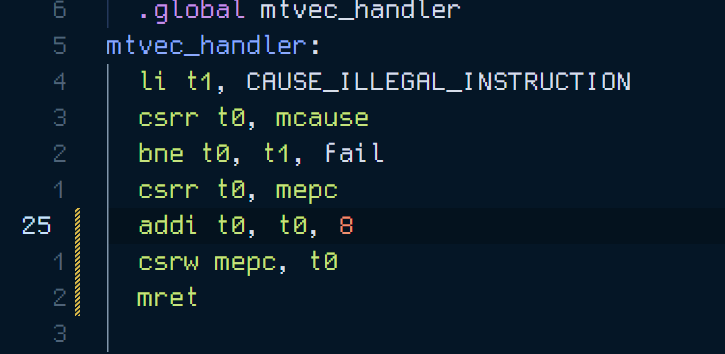 6 .global mtvec_handler
5 mtvec_handler:
4 li t1, CAUSE_ILLEGAL_INSTRUCTION
3 csrr t0, mcause
2 bne t0, t1, fail
1 csrr t0, mepc
25 addi t0, t0, 8
1 csrw mepc, t0
2 mret
3